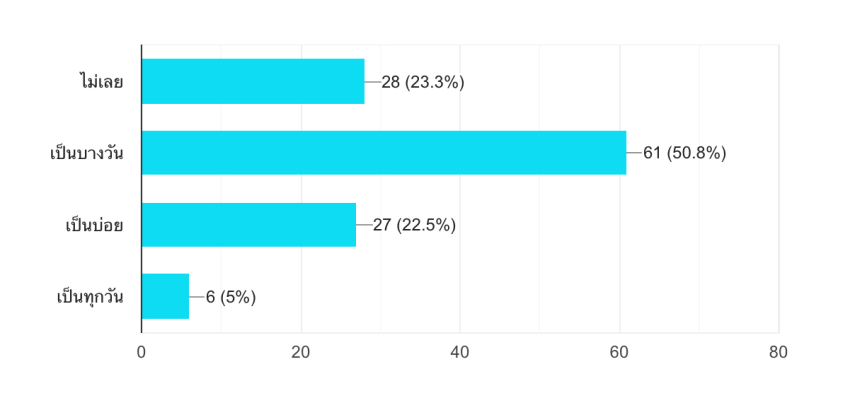 ไม่เลย 28 (23.3%)
เป็นบางวัน 61 (50.8%)
เป็นบ่อย 27 (22.5%)
เป็นทุกวัน 6 (5%)
0 20 40 60 80